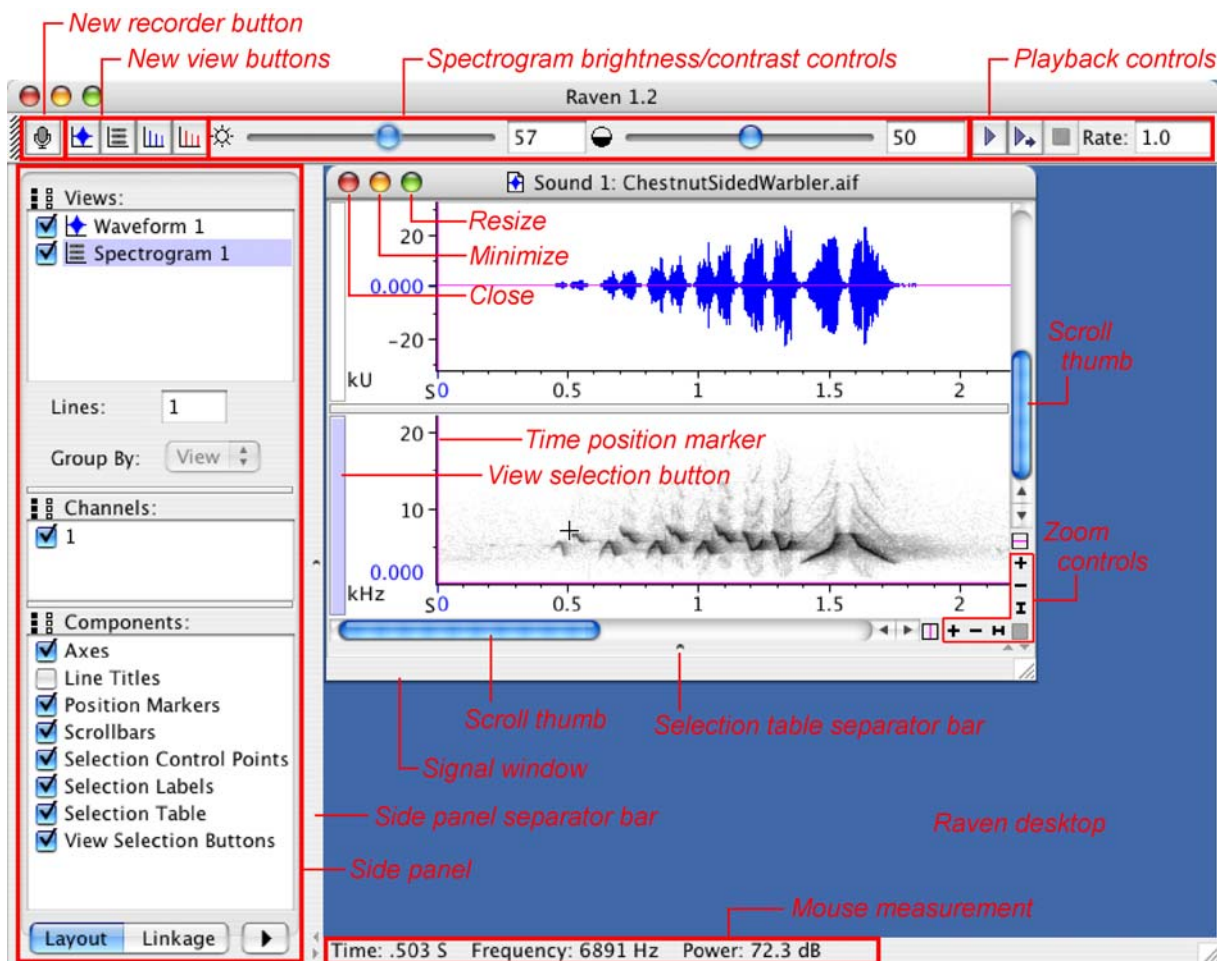 New recorder button
New view buttons
Spectrogram brightness/contrast controls
Playback controls
Raven 1.2
57
50
Rate: 1.0
Views:
Waveform 1
Spectrogram 1
Lines: 1
Group By: View
Channels:
1
Components:
Axes
Line Titles
Position Markers
Scrollbars
Selection Control Points
Selection Labels
Selection Table
View Selection Buttons
Layout Linkage
Sound 1: ChestnutSidedWarbler.aif
Resize
Minimize
Close
20
0.000
-20
kU
S0 0.5 1 1.5 2
Scroll
thumb
Time position marker
View selection button
20
10
0.000
kHz
S0 0.5 1 1.5 2
Zoom
controls
Scroll thumb
Selection table separator bar
Signal window
Side panel separator bar
Raven desktop
Side panel
Mouse measurement
Time: .503 S Frequency: 6891 Hz Power: 72.3 dB